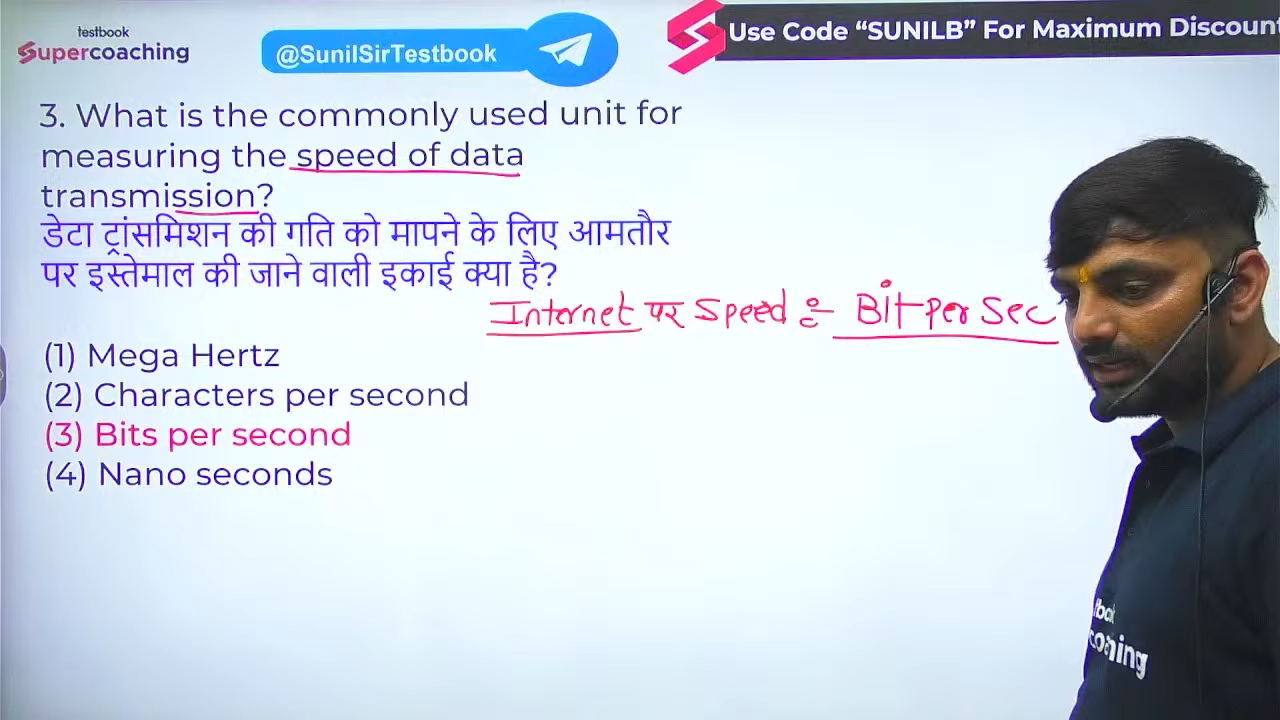 testbook
Supercoaching
@SunilSirTestbook
Use Code “SUNILB” For Maximum Discount
3. What is the commonly used unit for
measuring the speed of data
transmission?
डेटा ट्रांसमिशन की गति को मापने के लिए आमतौर
पर इस्तेमाल की जाने वाली इकाई क्या है?
Internet पर Speed :- Bit per Sec
(1) Mega Hertz
(2) Characters per second
(3) Bits per second
(4) Nano seconds